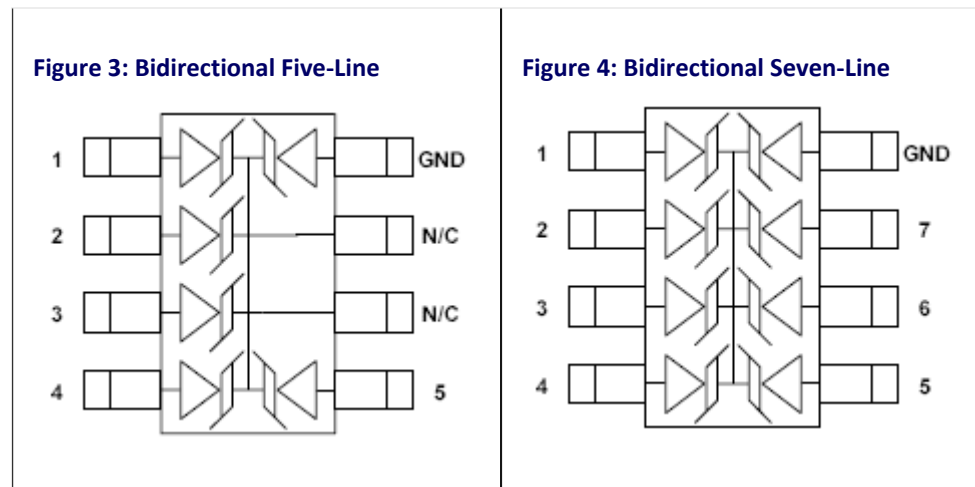 Figure 3: Bidirectional Five-Line
1 GND
2 N/C
3 N/C
4 5
Figure 4: Bidirectional Seven-Line
1 GND
2 7
3 6
4 5